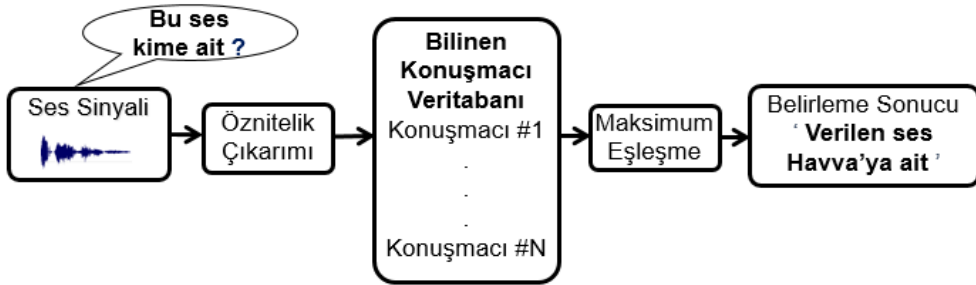 Bu ses
kime ait ?
Ses Sinyali
Öznitelik
Çıkarımı
Bilinen
Konuşmacı
Veritabanı
Konuşmacı #1
.
.
.
Konuşmacı #N
Maksimum
Eşleşme
Belirleme Sonucu
‘ Verilen ses
Havva’ya ait ’